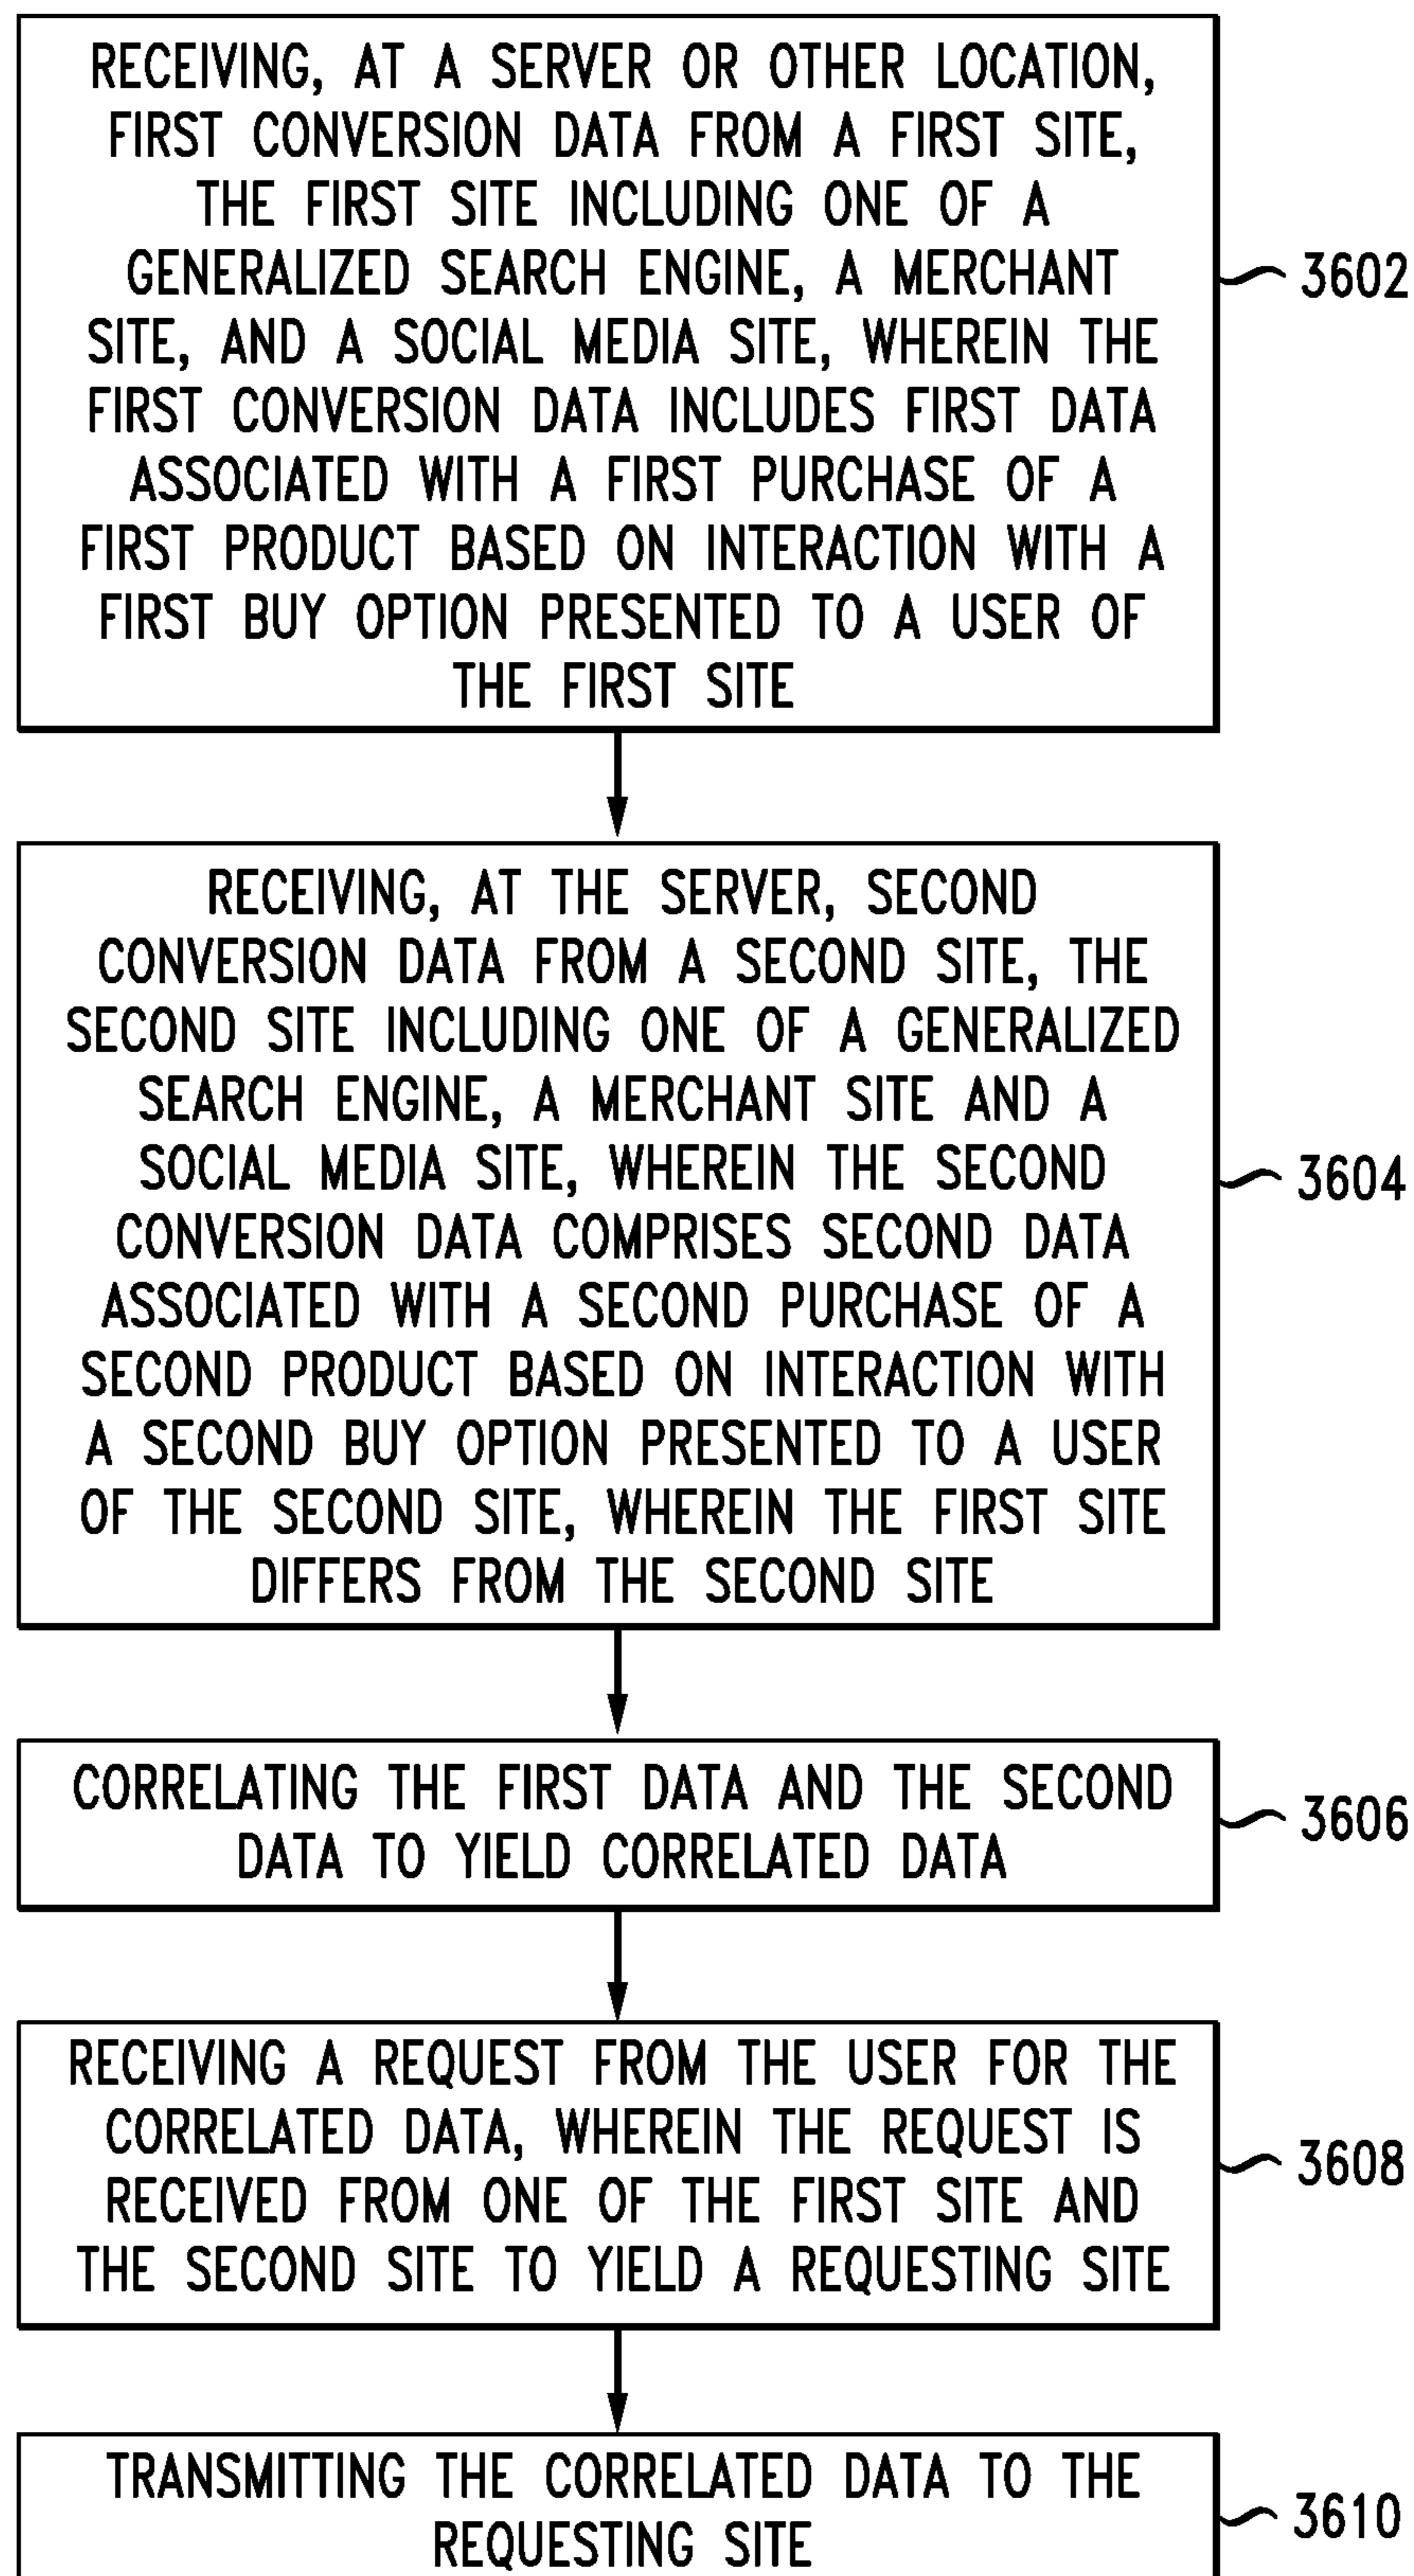 RECEIVING, AT A SERVER OR OTHER LOCATION,
FIRST CONVERSION DATA FROM A FIRST SITE,
THE FIRST SITE INCLUDING ONE OF A
GENERALIZED SEARCH ENGINE, A MERCHANT
SITE, AND A SOCIAL MEDIA SITE, WHEREIN THE
FIRST CONVERSION DATA INCLUDES FIRST DATA
ASSOCIATED WITH A FIRST PURCHASE OF A
FIRST PRODUCT BASED ON INTERACTION WITH A
FIRST BUY OPTION PRESENTED TO A USER OF
THE FIRST SITE
3602
RECEIVING, AT THE SERVER, SECOND
CONVERSION DATA FROM A SECOND SITE, THE
SECOND SITE INCLUDING ONE OF A GENERALIZED
SEARCH ENGINE, A MERCHANT SITE AND A
SOCIAL MEDIA SITE, WHEREIN THE SECOND
CONVERSION DATA COMPRISES SECOND DATA
ASSOCIATED WITH A SECOND PURCHASE OF A
SECOND PRODUCT BASED ON INTERACTION WITH
A SECOND BUY OPTION PRESENTED TO A USER
OF THE SECOND SITE, WHEREIN THE FIRST SITE
DIFFERS FROM THE SECOND SITE
3604
CORRELATING THE FIRST DATA AND THE SECOND
DATA TO YIELD CORRELATED DATA
3606
RECEIVING A REQUEST FROM THE USER FOR THE
CORRELATED DATA, WHEREIN THE REQUEST IS
RECEIVED FROM ONE OF THE FIRST SITE AND
THE SECOND SITE TO YIELD A REQUESTING SITE
3608
TRANSMITTING THE CORRELATED DATA TO THE
REQUESTING SITE
3610